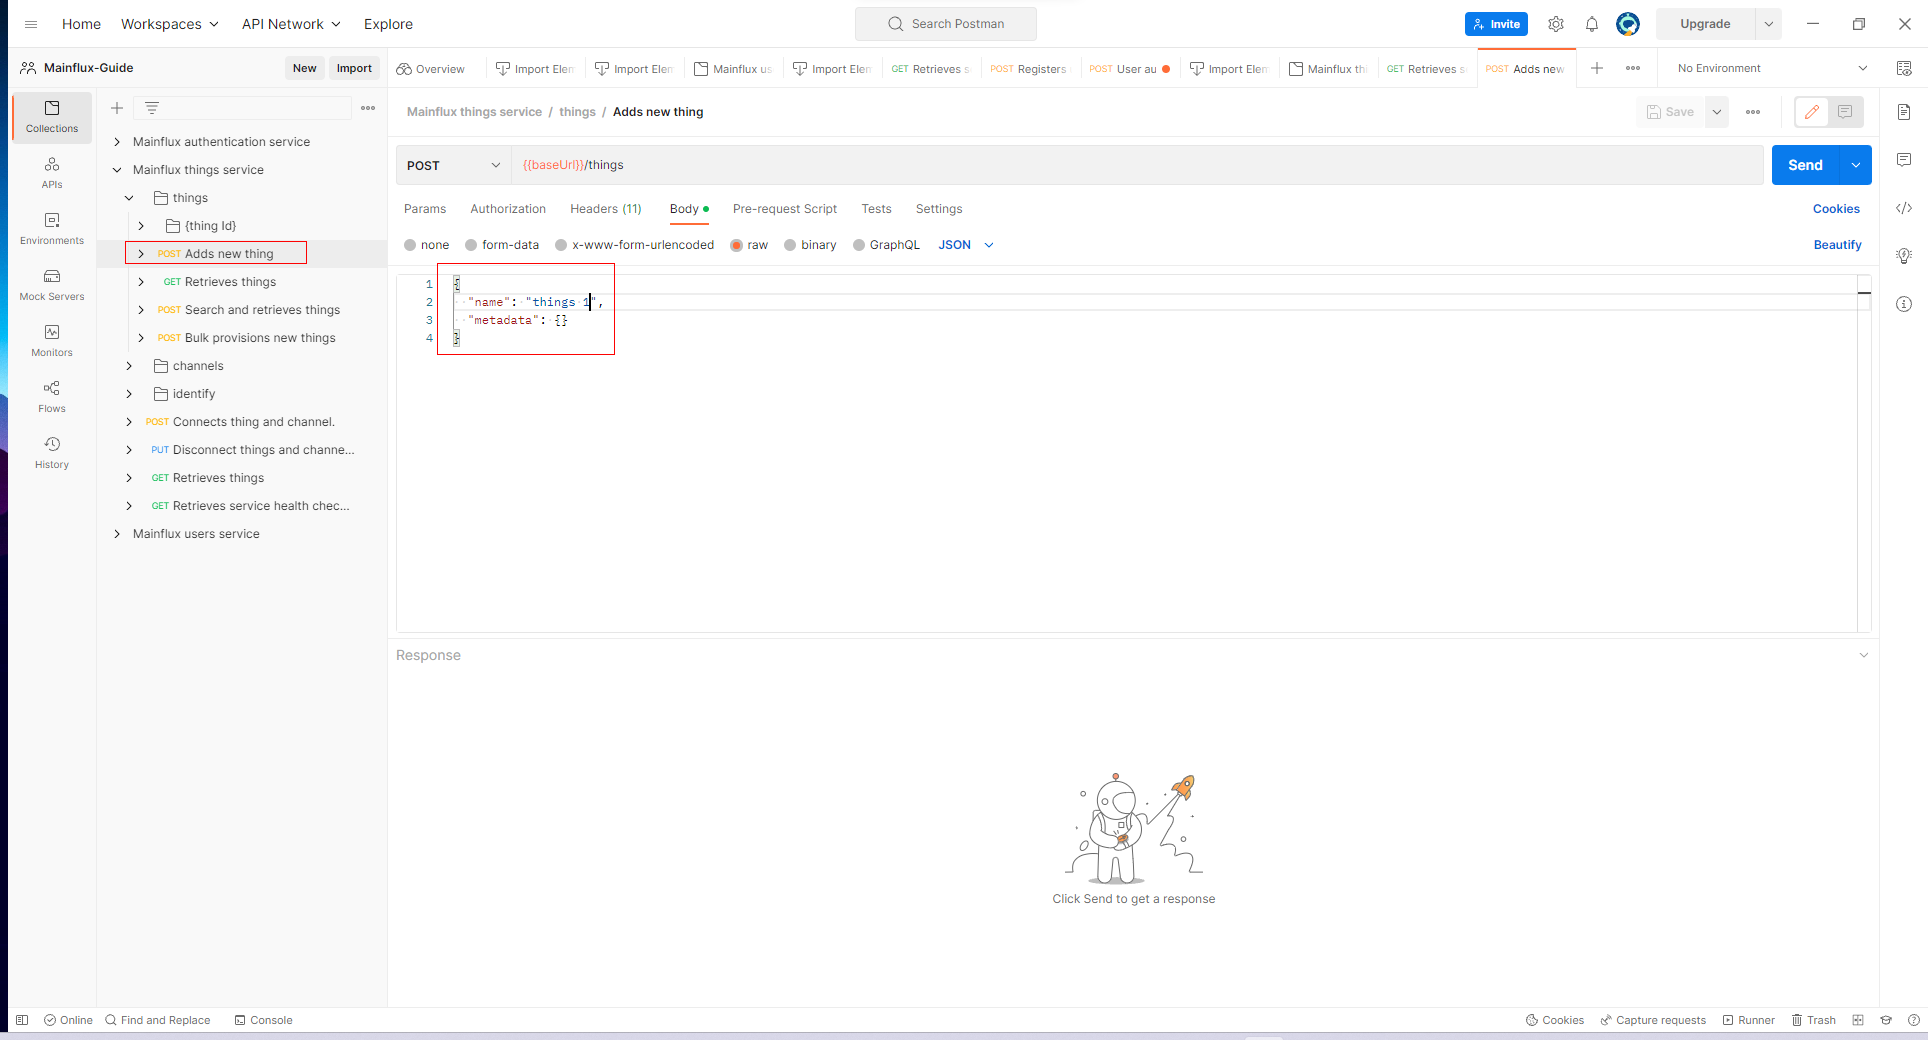 Home Workspaces API Network Explore Search Postman Invite Upgrade
Mainflux-Guide New Import Overview Import Elem Import Elem Mainflux us Import Elem GET Retrieves s POST Registers POST User au Import Elem Mainflux thi GET Retrieves s POST Adds new No Environment
Collections
APIs
Environments
Mock Servers
Monitors
Flows
History
Mainflux authentication service
Mainflux things service
things
{thing Id}
POST Adds new thing
GET Retrieves things
POST Search and retrieves things
POST Bulk provisions new things
channels
identify
POST Connects thing and channel.
PUT Disconnect things and channe...
GET Retrieves things
GET Retrieves service health chec...
Mainflux users service
Mainflux things service / things / Adds new thing Save
POST {{baseUrl}}/things Send
Params Authorization Headers (11) Body Pre-request Script Tests Settings Cookies
none form-data x-www-form-urlencoded raw binary GraphQL JSON Beautify
1 {
2 "name": "things 1",
3 "metadata": {}
4 }
Response
Click Send to get a response
Online Find and Replace Console Cookies Capture requests Runner Trash